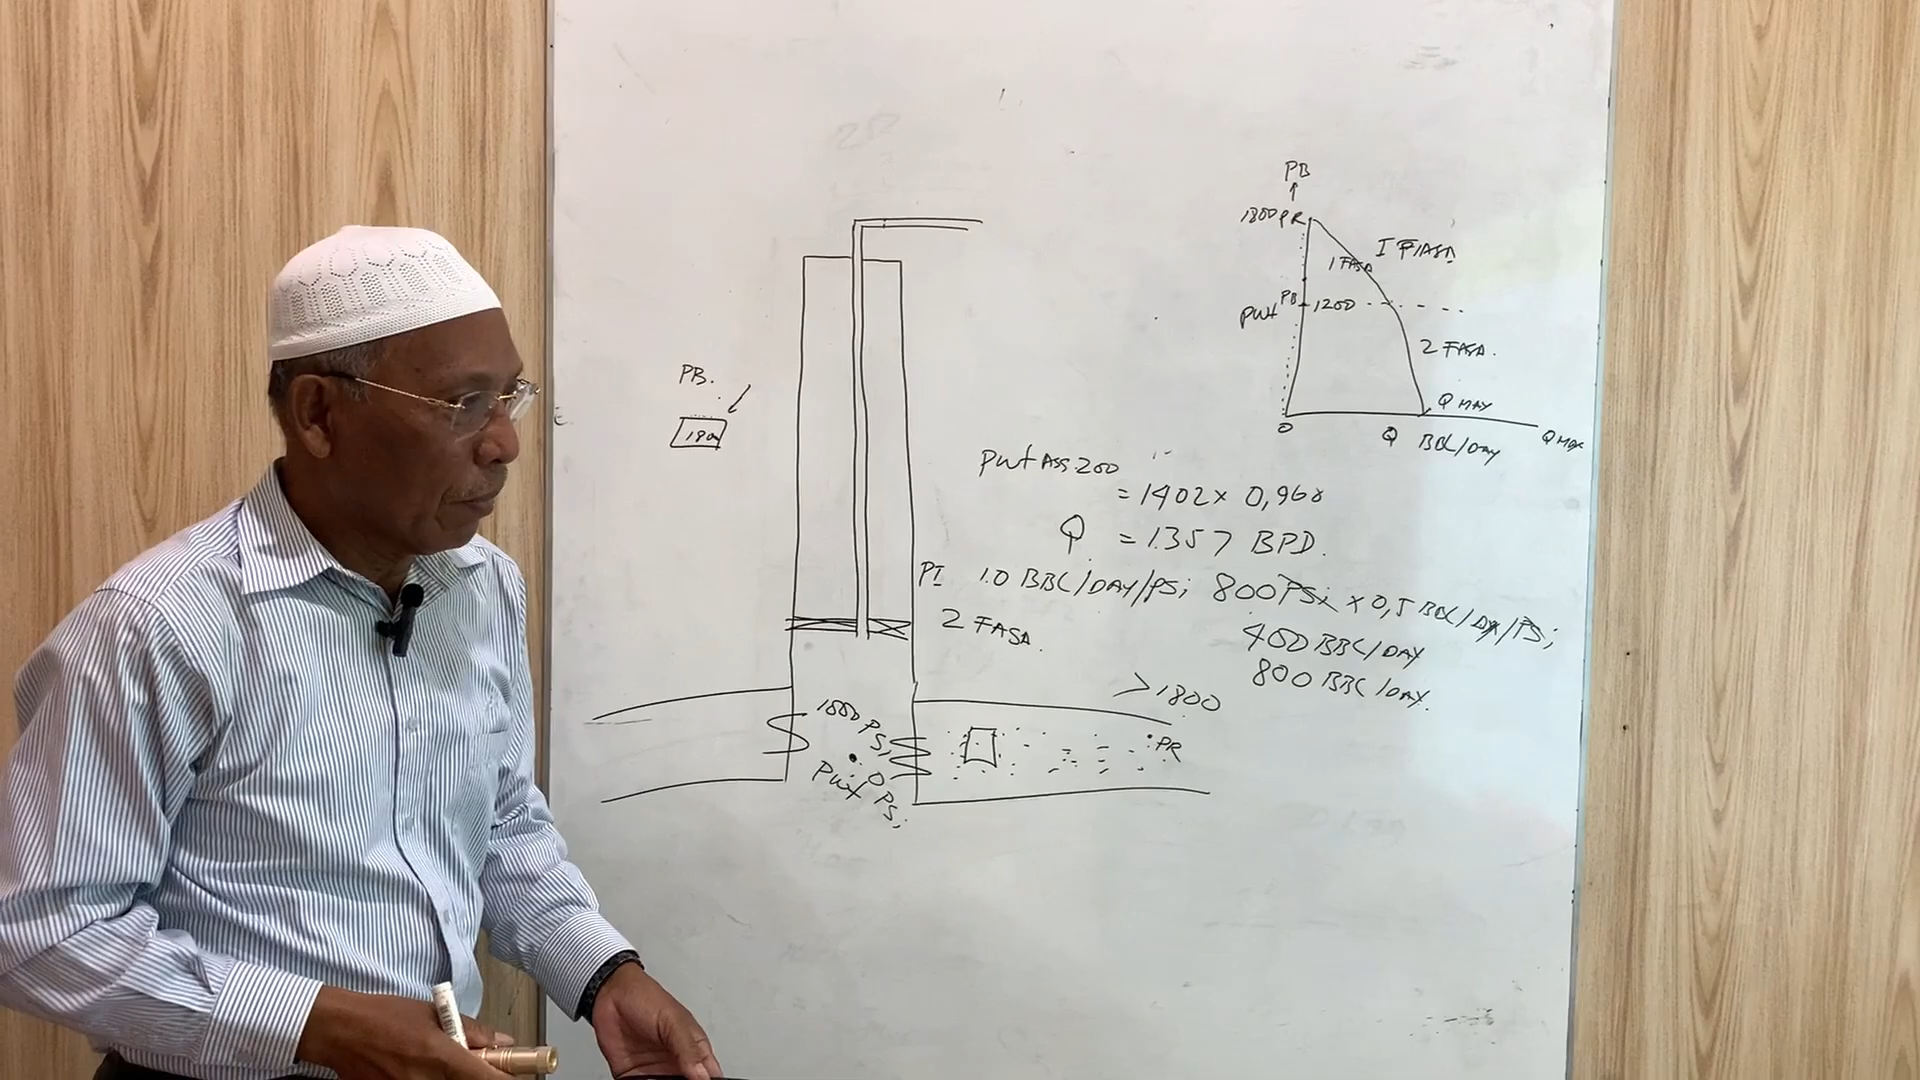 PB
1800 PR
I FASA
1 FASA
PB
Pwf
1200
2 FASA.
Q MAX
0
Q
BBL/DAY
Q MAX
PB.
Pwf ASS 200
= 1402 x 0,968
Q = 1357 BPD.
PI 1.0 BBL/DAY/PSi 800 PSi x 0,5 BBL/DAY/PSi
2 FASA.
400 BBL/DAY
800 BBL/DAY.
> 1800
1000 PSi
PR
Pwf
0 PSi